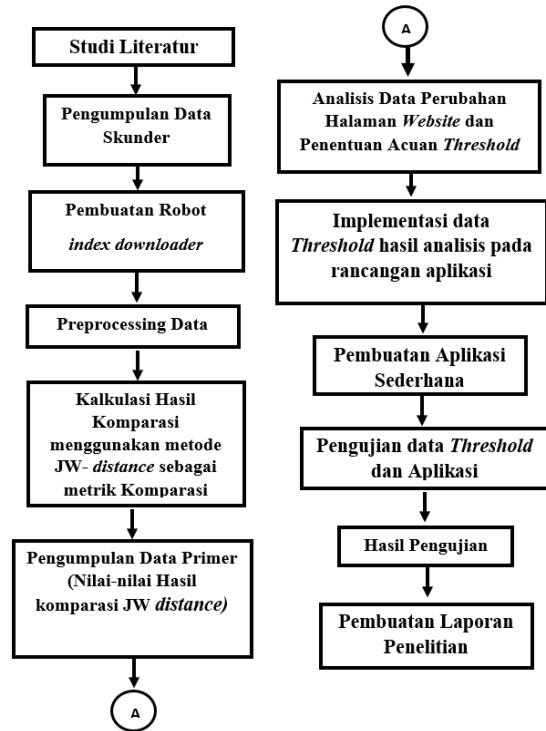 Studi Literatur
Pengumpulan Data
Skunder
Pembuatan Robot
index downloader
Preprocessing Data
Kalkulasi Hasil
Komparasi
menggunakan metode
JW- distance sebagai
metrik Komparasi
Pengumpulan Data Primer
(Nilai-nilai Hasil
komparasi JW distance)
A
A
Analisis Data Perubahan
Halaman Website dan
Penentuan Acuan Threshold
Implementasi data
Threshold hasil analisis pada
rancangan aplikasi
Pembuatan Aplikasi
Sederhana
Pengujian data Threshold
dan Aplikasi
Hasil Pengujian
Pembuatan Laporan
Penelitian